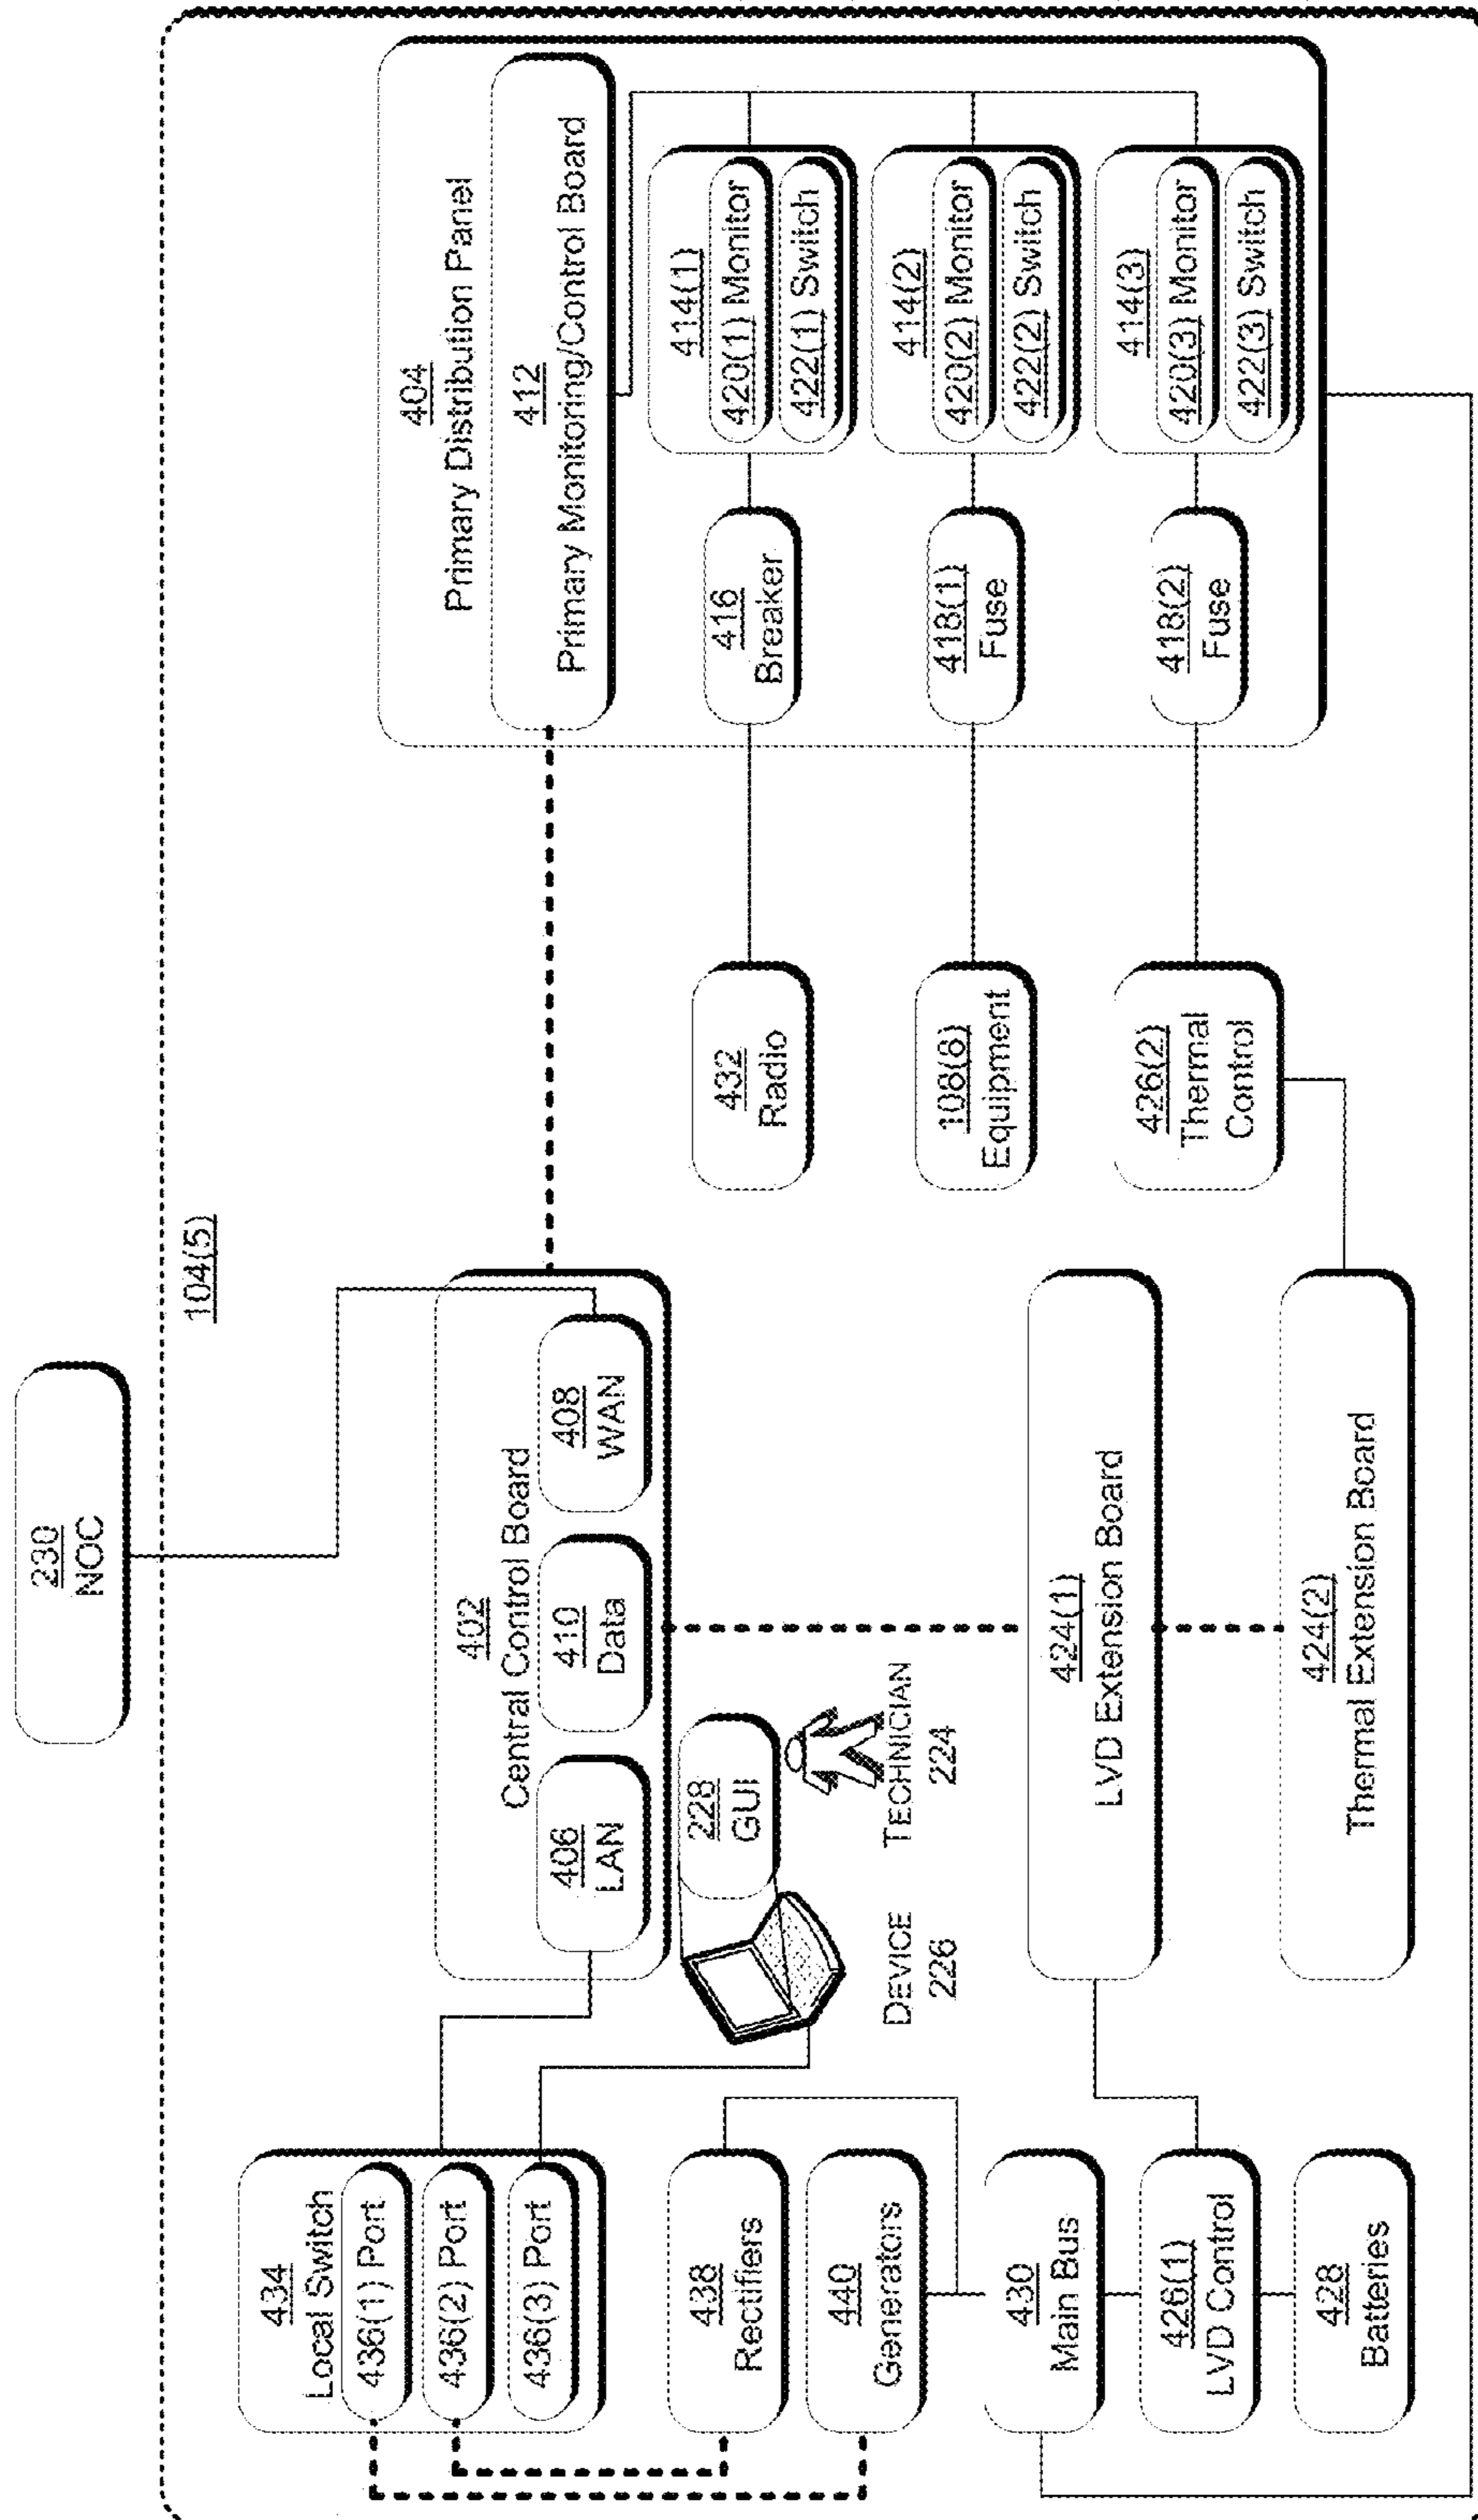 230
NOC
104(5)
434
Local Switch
436(1) Port
436(2) Port
436(3) Port
402
Central Control Board
406
LAN
410
Data
408
WAN
404
Primary Distribution Panel
412
Primary Monitoring/Control Board
228
GUI
DEVICE
226
TECHNICIAN
224
438
Rectifiers
440
Generators
430
Main Bus
426(1)
LVD Control
428
Batteries
424(1)
LVD Extension Board
424(2)
Thermal Extension Board
432
Radio
108(8)
Equipment
426(2)
Thermal
Control
416
Breaker
418(1)
Fuse
418(2)
Fuse
414(1)
420(1) Monitor
422(1) Switch
414(2)
420(2) Monitor
422(2) Switch
414(3)
420(3) Monitor
422(3) Switch